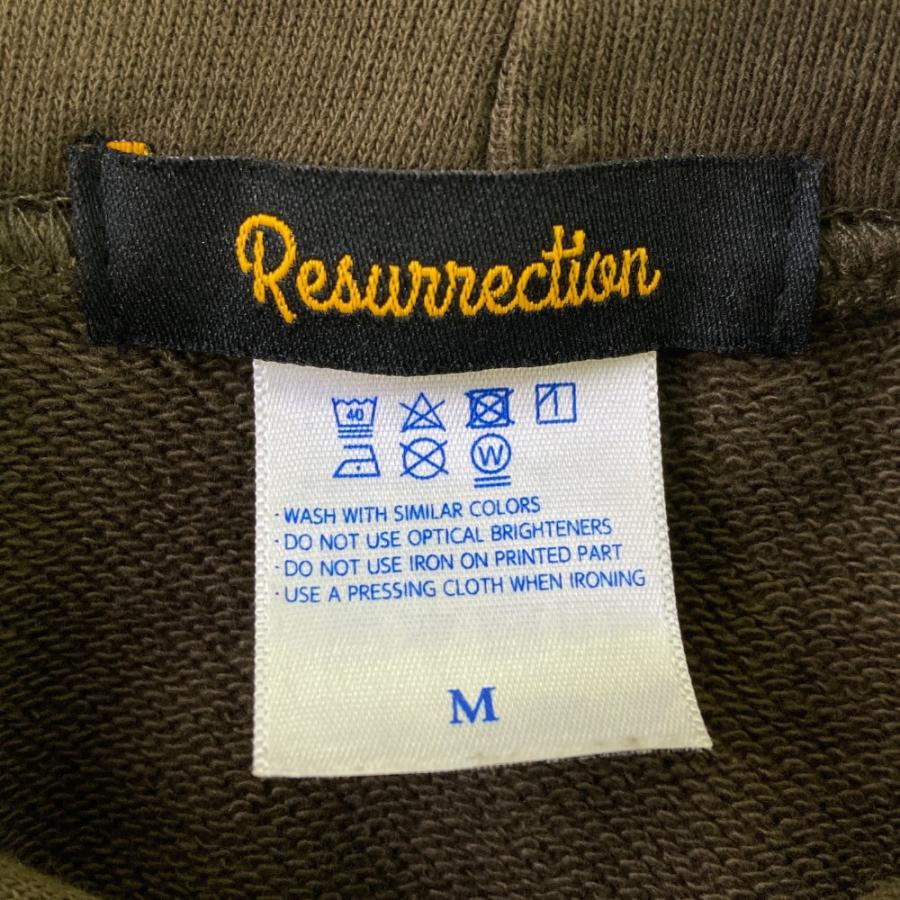 Resurrection
40
W
· WASH WITH SIMILAR COLORS
· DO NOT USE OPTICAL BRIGHTENERS
· DO NOT USE IRON ON PRINTED PART
· USE A PRESSING CLOTH WHEN IRONING
M